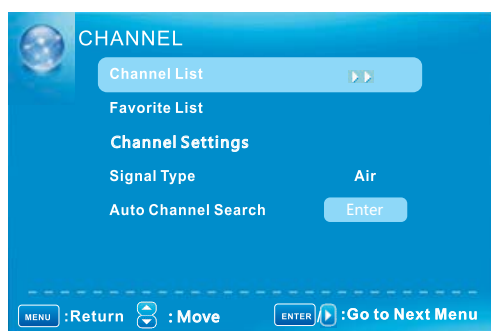 CHANNEL
Channel List
Favorite List
Channel Settings
Signal Type Air
Auto Channel Search Enter
MENU :Return : Move ENTER / :Go to Next Menu